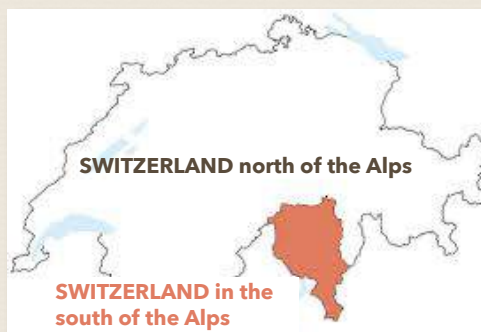 SWITZERLAND north of the Alps
SWITZERLAND in the
south of the Alps